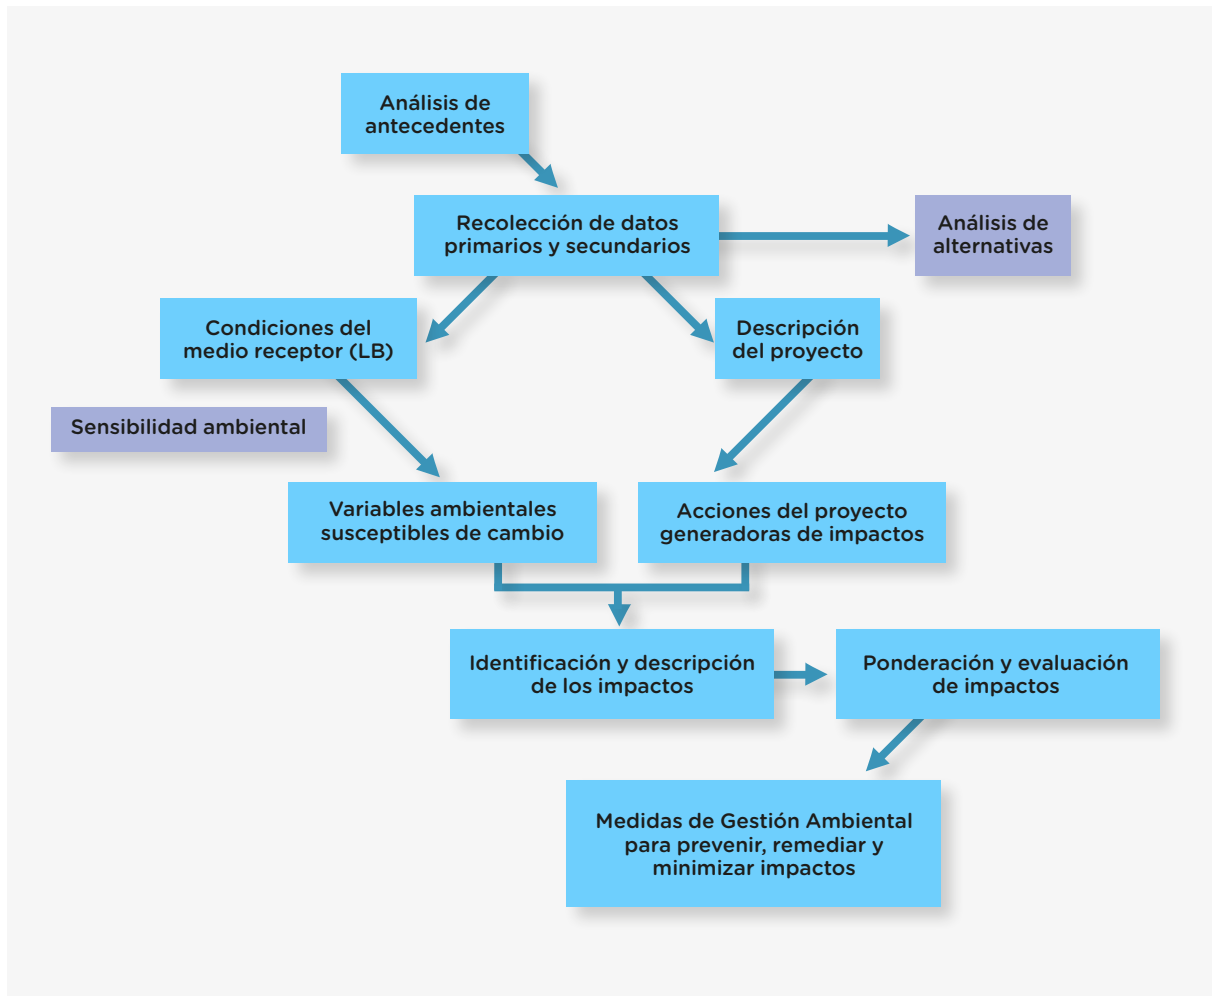 Análisis de
antecedentes
Recolección de datos
primarios y secundarios
Análisis de
alternativas
Condiciones del
medio receptor (LB)
Descripción
del proyecto
Sensibilidad ambiental
Variables ambientales
susceptibles de cambio
Acciones del proyecto
generadoras de impactos
Identificación y descripción
de los impactos
Ponderación y evaluación
de impactos
Medidas de Gestión Ambiental
para prevenir, remediar y
minimizar impactos